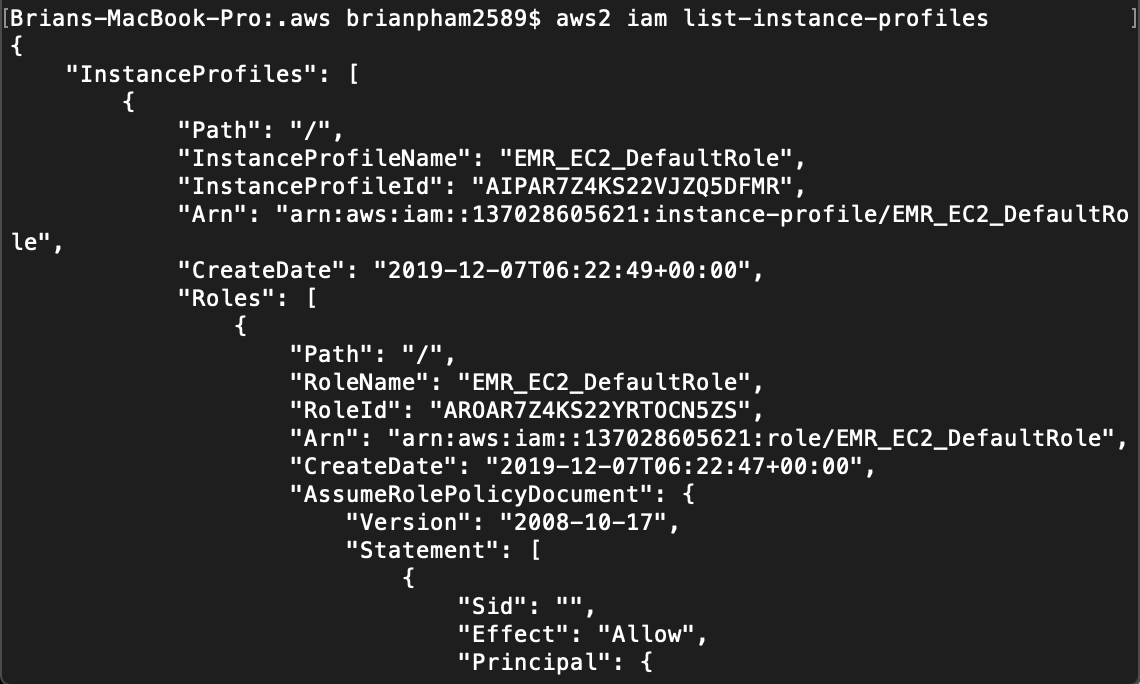 [Brians-MacBook-Pro:.aws brianpham2589$ aws2 iam list-instance-profiles ]
{
    "InstanceProfiles": [
        {
            "Path": "/",
            "InstanceProfileName": "EMR_EC2_DefaultRole",
            "InstanceProfileId": "AIPAR7Z4KS22VJZQ5DFMR",
            "Arn": "arn:aws:iam::137028605621:instance-profile/EMR_EC2_DefaultRo
le",
            "CreateDate": "2019-12-07T06:22:49+00:00",
            "Roles": [
                {
                    "Path": "/",
                    "RoleName": "EMR_EC2_DefaultRole",
                    "RoleId": "AROAR7Z4KS22YRTOCN5ZS",
                    "Arn": "arn:aws:iam::137028605621:role/EMR_EC2_DefaultRole",
                    "CreateDate": "2019-12-07T06:22:47+00:00",
                    "AssumeRolePolicyDocument": {
                        "Version": "2008-10-17",
                        "Statement": [
                            {
                                "Sid": "",
                                "Effect": "Allow",
                                "Principal": {